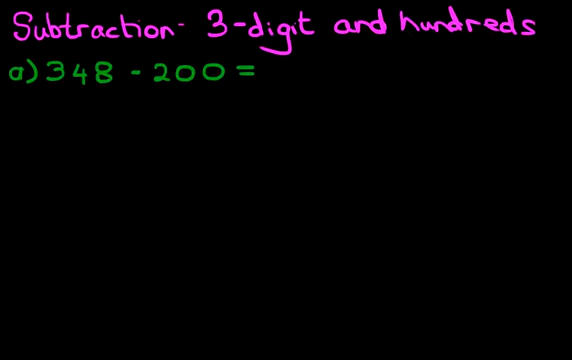 Subtraction - 3-digit and hundreds
a) 348 - 200 =